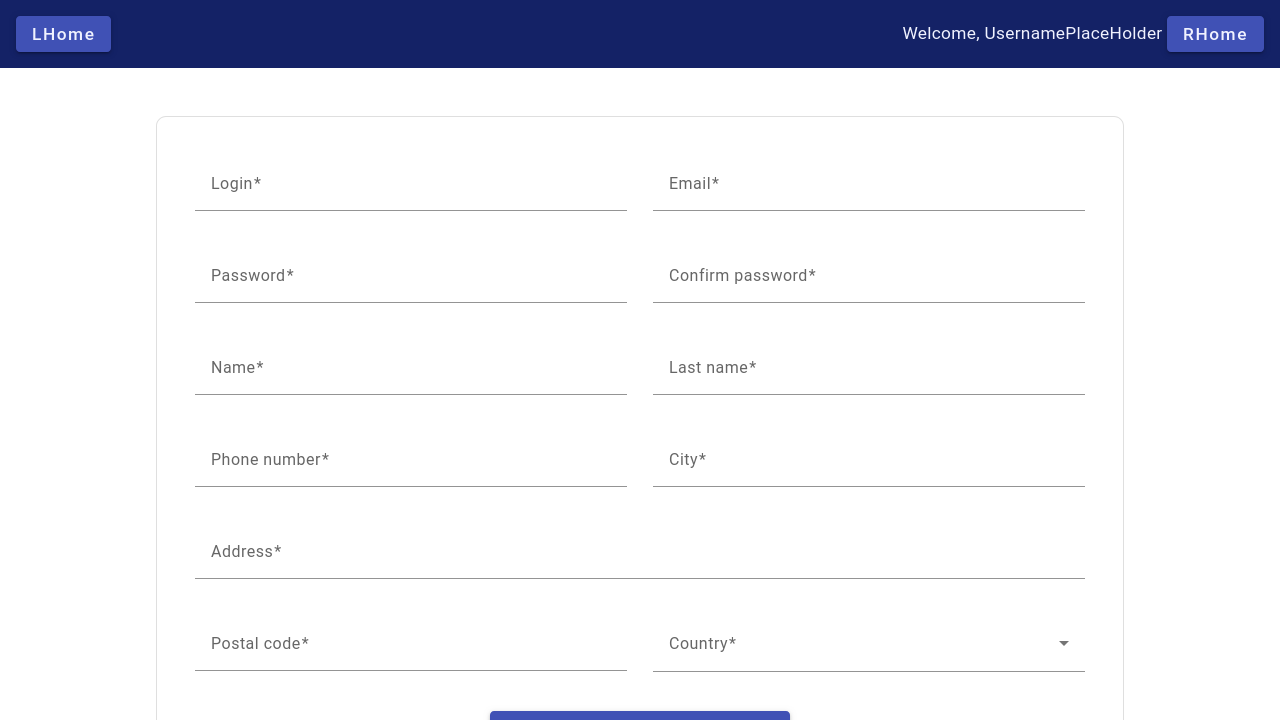 LHome
Welcome, UsernamePlaceHolder RHome
Login*
Email*
Password*
Confirm password*
Name*
Last name*
Phone number*
City*
Address*
Postal code*
Country*